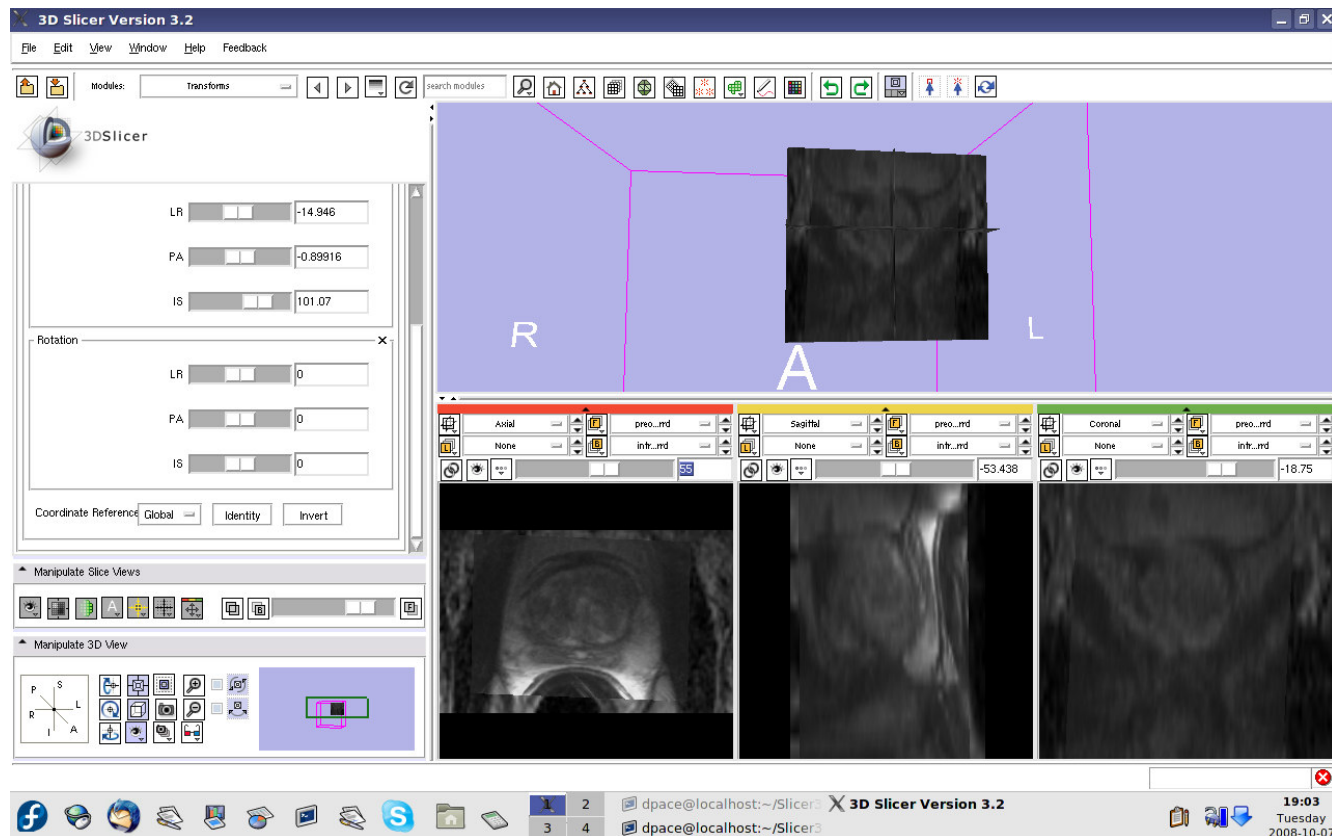 3D Slicer Version 3.2
File Edit View Window Help Feedback
Modules: Transforms search modules
3DSlicer
LR -14.946
PA -0.89916
IS 101.07
Rotation
LR 0
PA 0
IS 0
Coordinate Reference Global Identity Invert
Manipulate Slice Views
Manipulate 3D View
P S L R I A
R A L
Axial preo...rrd
None intr...rrd
55
Sagittal preo...rrd
None intr...rrd
-53.438
Coronal preo...rrd
None intr...rrd
-18.75
1 2
3 4
dpace@localhost:~/Slicer3
dpace@localhost:~/Slicer3
3D Slicer Version 3.2
19:03
Tuesday